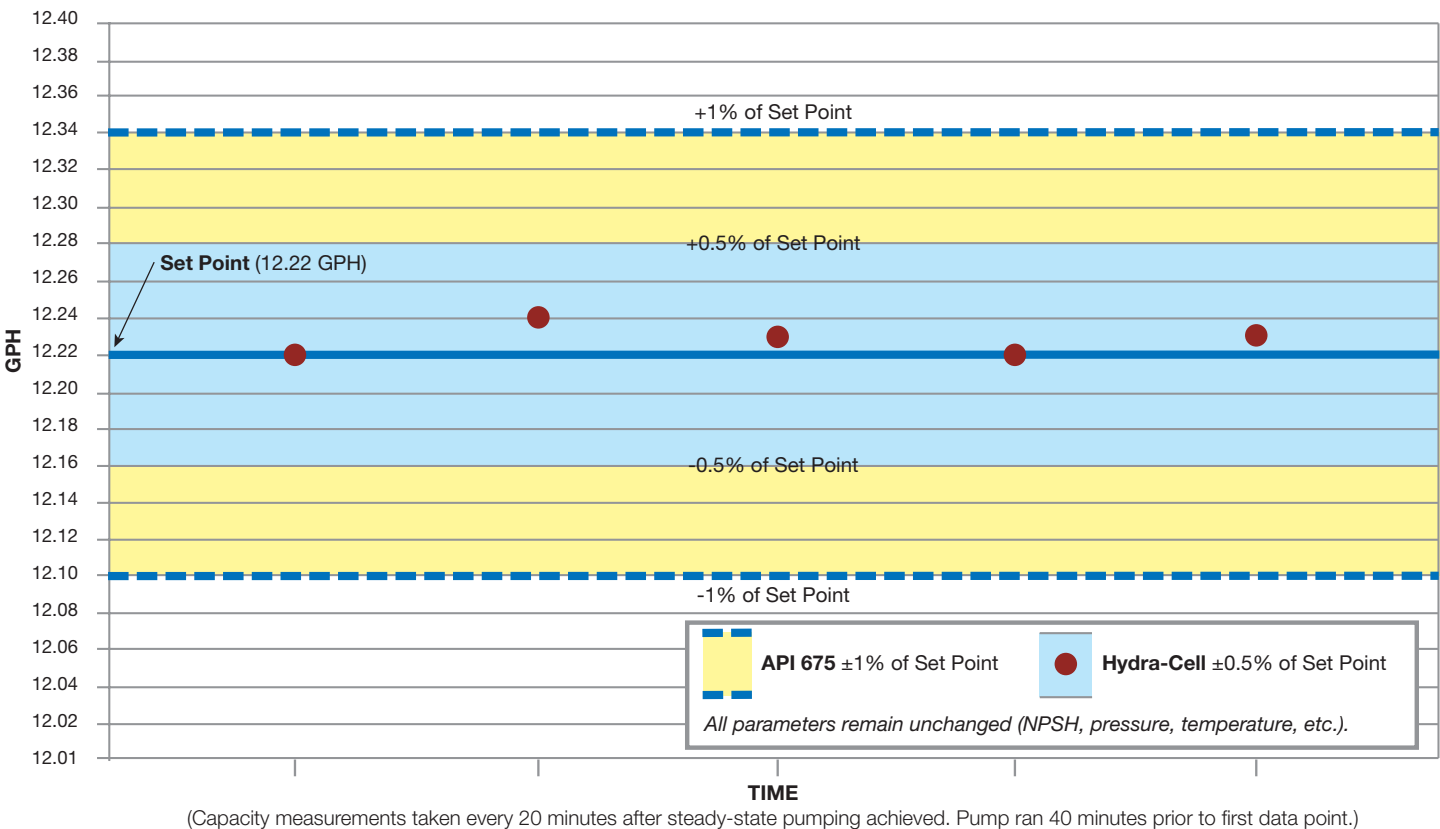 12.40
12.38
12.36
+1% of Set Point
12.34
12.32
12.30
12.28
+0.5% of Set Point
Set Point (12.22 GPH)
12.26
12.24
GPH
12.22
12.20
12.18
12.16
-0.5% of Set Point
12.14
12.12
12.10
-1% of Set Point
12.08
12.06
API 675 ±1% of Set Point
Hydra-Cell ±0.5% of Set Point
12.04
12.02
All parameters remain unchanged (NPSH, pressure, temperature, etc.).
12.01
TIME
(Capacity measurements taken every 20 minutes after steady-state pumping achieved. Pump ran 40 minutes prior to first data point.)